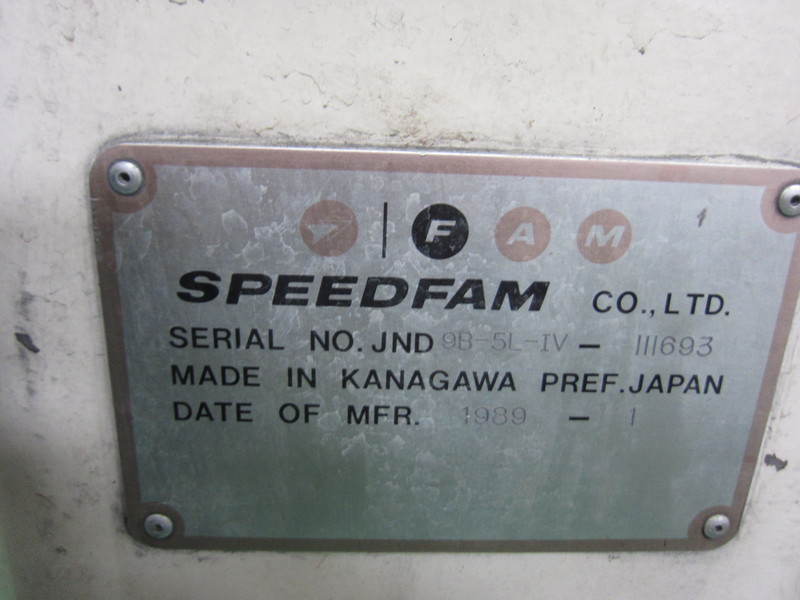 F A M
SPEEDFAM CO., LTD.
SERIAL NO. JND 9B-5L-IV - 111693
MADE IN KANAGAWA PREF. JAPAN
DATE OF MFR. 1989 - 1